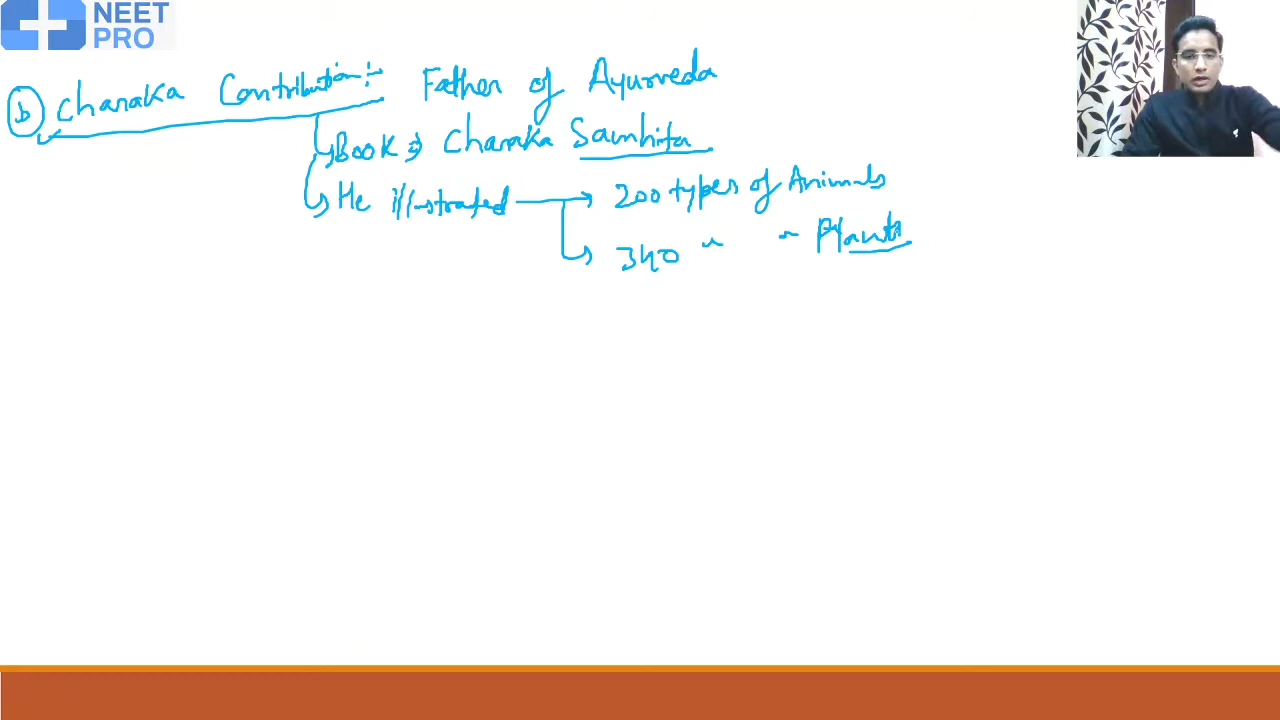 NEET
PRO
b) Charaka Contribution :- Father of Ayurveda
Book → Charaka Samhita
He illustrated → 200 types of Animals
→ 340 " " Plants